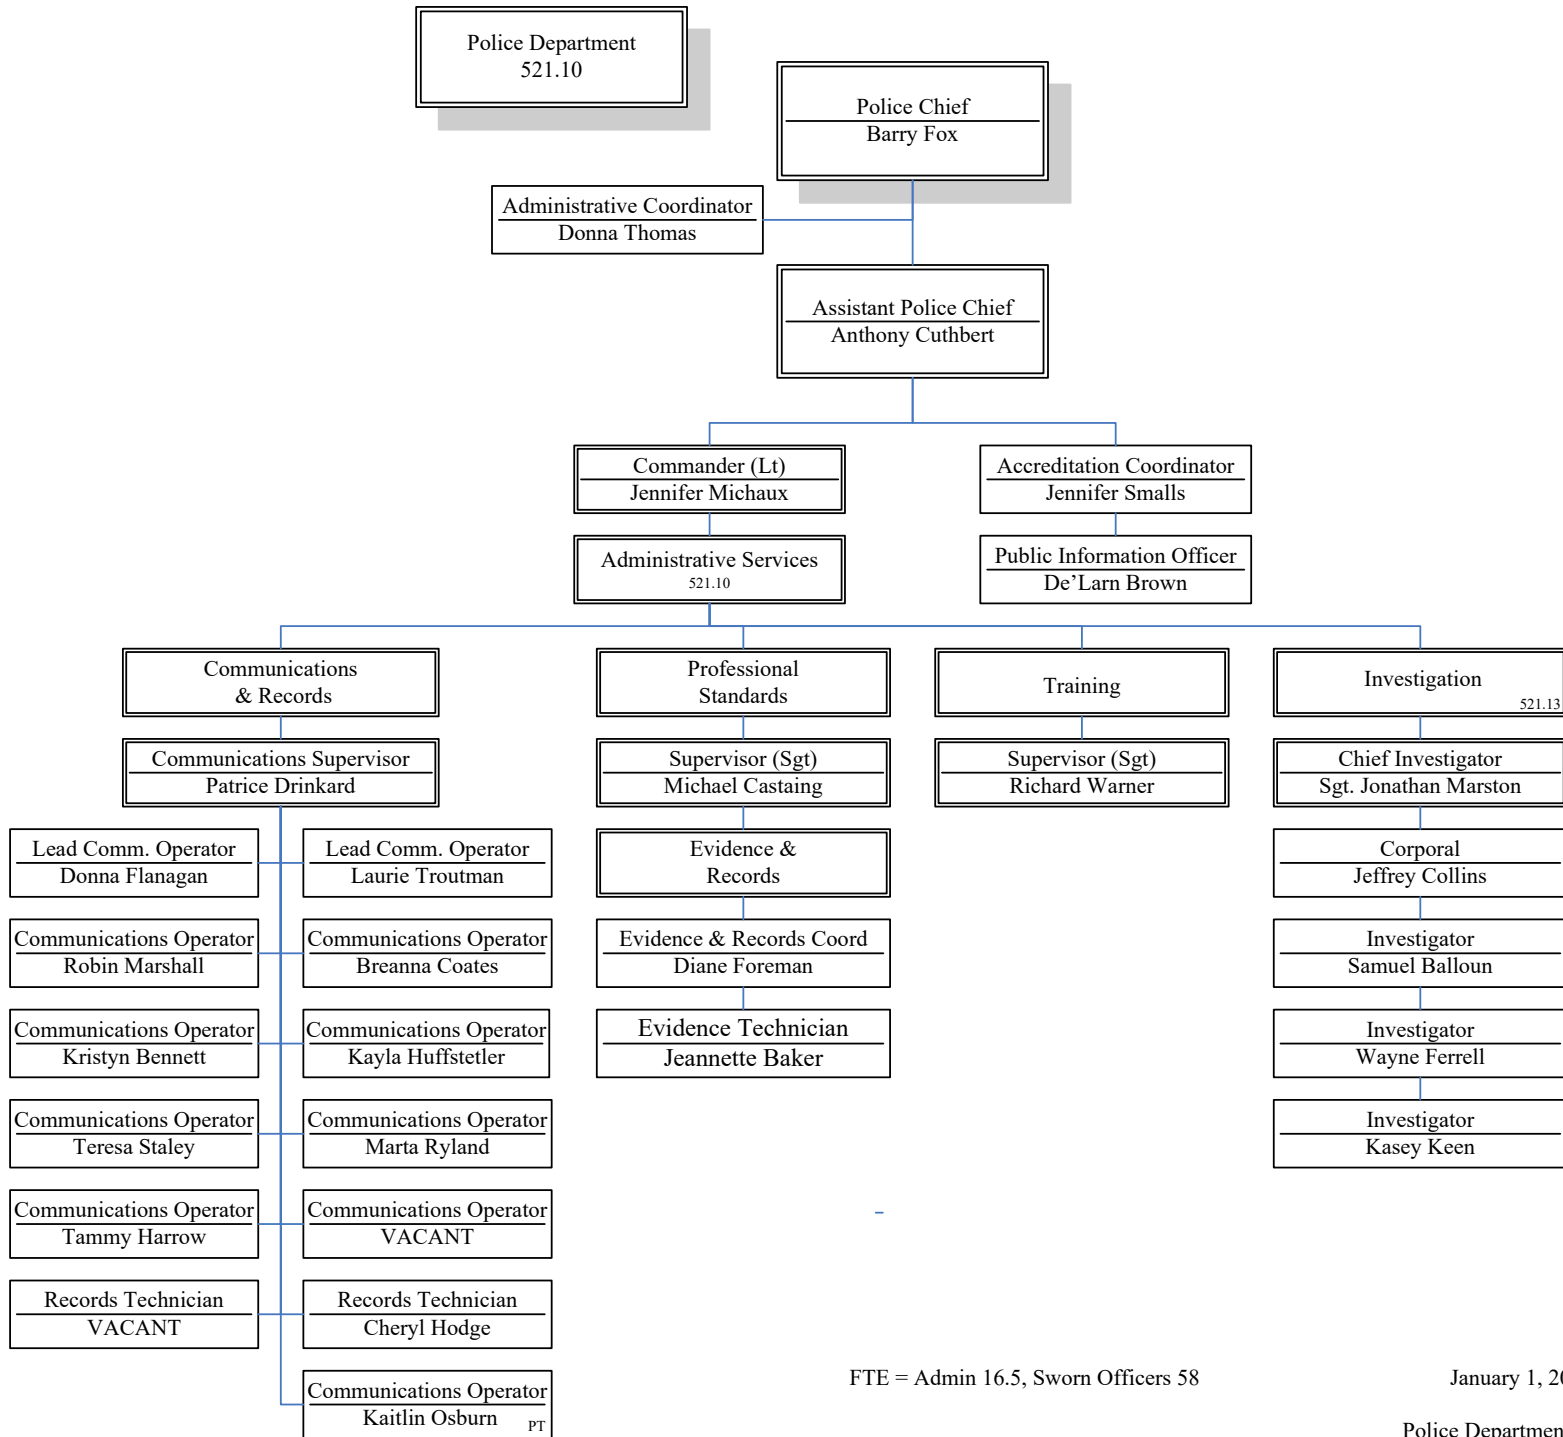 Police Department
521.10
Police Chief
Barry Fox
Administrative Coordinator
Donna Thomas
Assistant Police Chief
Anthony Cuthbert
Commander (Lt)
Jennifer Michaux
Accreditation Coordinator
Jennifer Smalls
Administrative Services
521.10
Public Information Officer
De’Larn Brown
Communications
& Records
Professional
Standards
Training
Investigation
521.13
Communications Supervisor
Patrice Drinkard
Supervisor (Sgt)
Michael Castaing
Supervisor (Sgt)
Richard Warner
Chief Investigator
Sgt. Jonathan Marston
Lead Comm. Operator
Donna Flanagan
Lead Comm. Operator
Laurie Troutman
Evidence &
Records
Corporal
Jeffrey Collins
Communications Operator
Robin Marshall
Communications Operator
Breanna Coates
Evidence & Records Coord
Diane Foreman
Investigator
Samuel Balloun
Communications Operator
Kristyn Bennett
Communications Operator
Kayla Huffstetler
Evidence Technician
Jeannette Baker
Investigator
Wayne Ferrell
Communications Operator
Teresa Staley
Communications Operator
Marta Ryland
Investigator
Kasey Keen
Communications Operator
Tammy Harrow
Communications Operator
VACANT
Records Technician
VACANT
Records Technician
Cheryl Hodge
Communications Operator
Kaitlin Osburn PT
FTE = Admin 16.5, Sworn Officers 58
January 1, 20
Police Department